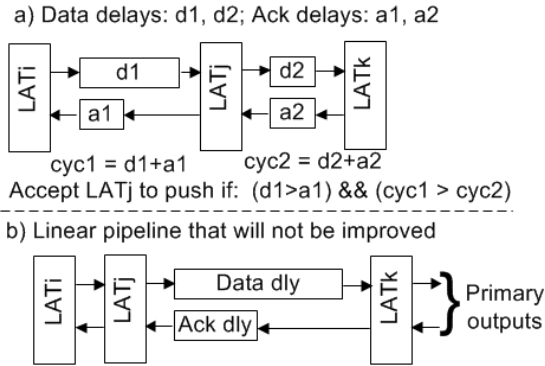 a) Data delays: d1, d2; Ack delays: a1, a2
LATi
d1
LATj
d2
LATk
a1
a2
cyc1 = d1+a1
cyc2 = d2+a2
Accept LATj to push if: (d1>a1) && (cyc1 > cyc2)
b) Linear pipeline that will not be improved
LATi
LATj
Data dly
LATk
Ack dly
Primary
outputs